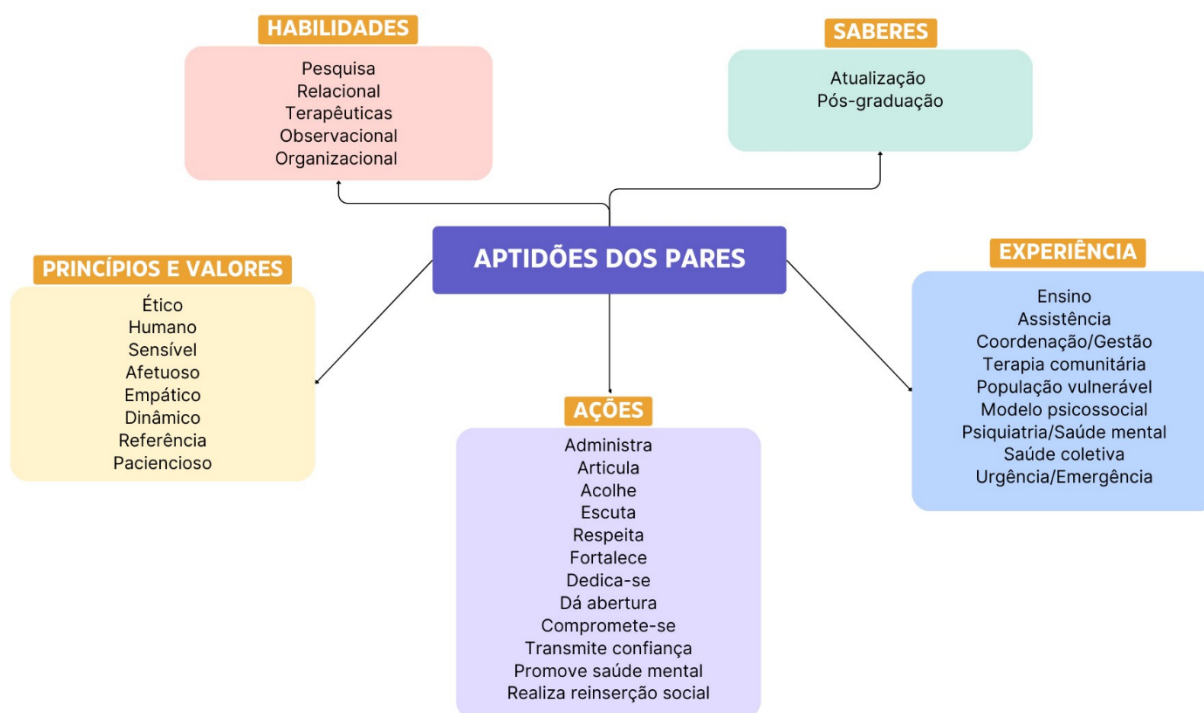 HABILIDADES
Pesquisa
Relacional
Terapêuticas
Observacional
Organizacional
SABERES
Atualização
Pós-graduação
APTIDÕES DOS PARES
PRINCÍPIOS E VALORES
Ético
Humano
Sensível
Afetuoso
Empático
Dinâmico
Referência
Paciencioso
AÇÕES
Administra
Articula
Acolhe
Escuta
Respeita
Fortalece
Dedica-se
Dá abertura
Compromete-se
Transmite confiança
Promove saúde mental
Realiza reinserção social
EXPERIÊNCIA
Ensino
Assistência
Coordenação/Gestão
Terapia comunitária
População vulnerável
Modelo psicossocial
Psiquiatria/Saúde mental
Saúde coletiva
Urgência/Emergência